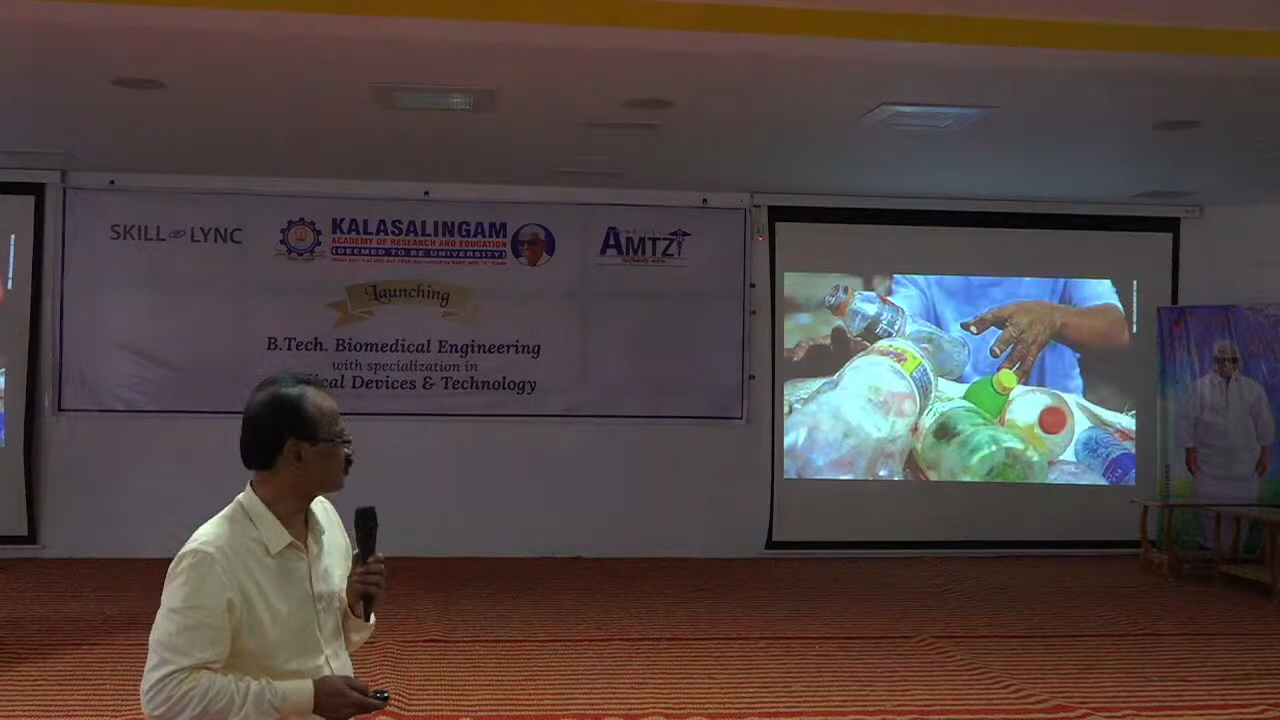 SKILL LYNC
KALASALINGAM
ACADEMY OF RESEARCH AND EDUCATION
(DEEMED TO BE UNIVERSITY)
AMTZ
Launching
B.Tech. Biomedical Engineering
with specialization in
Devices & Technology